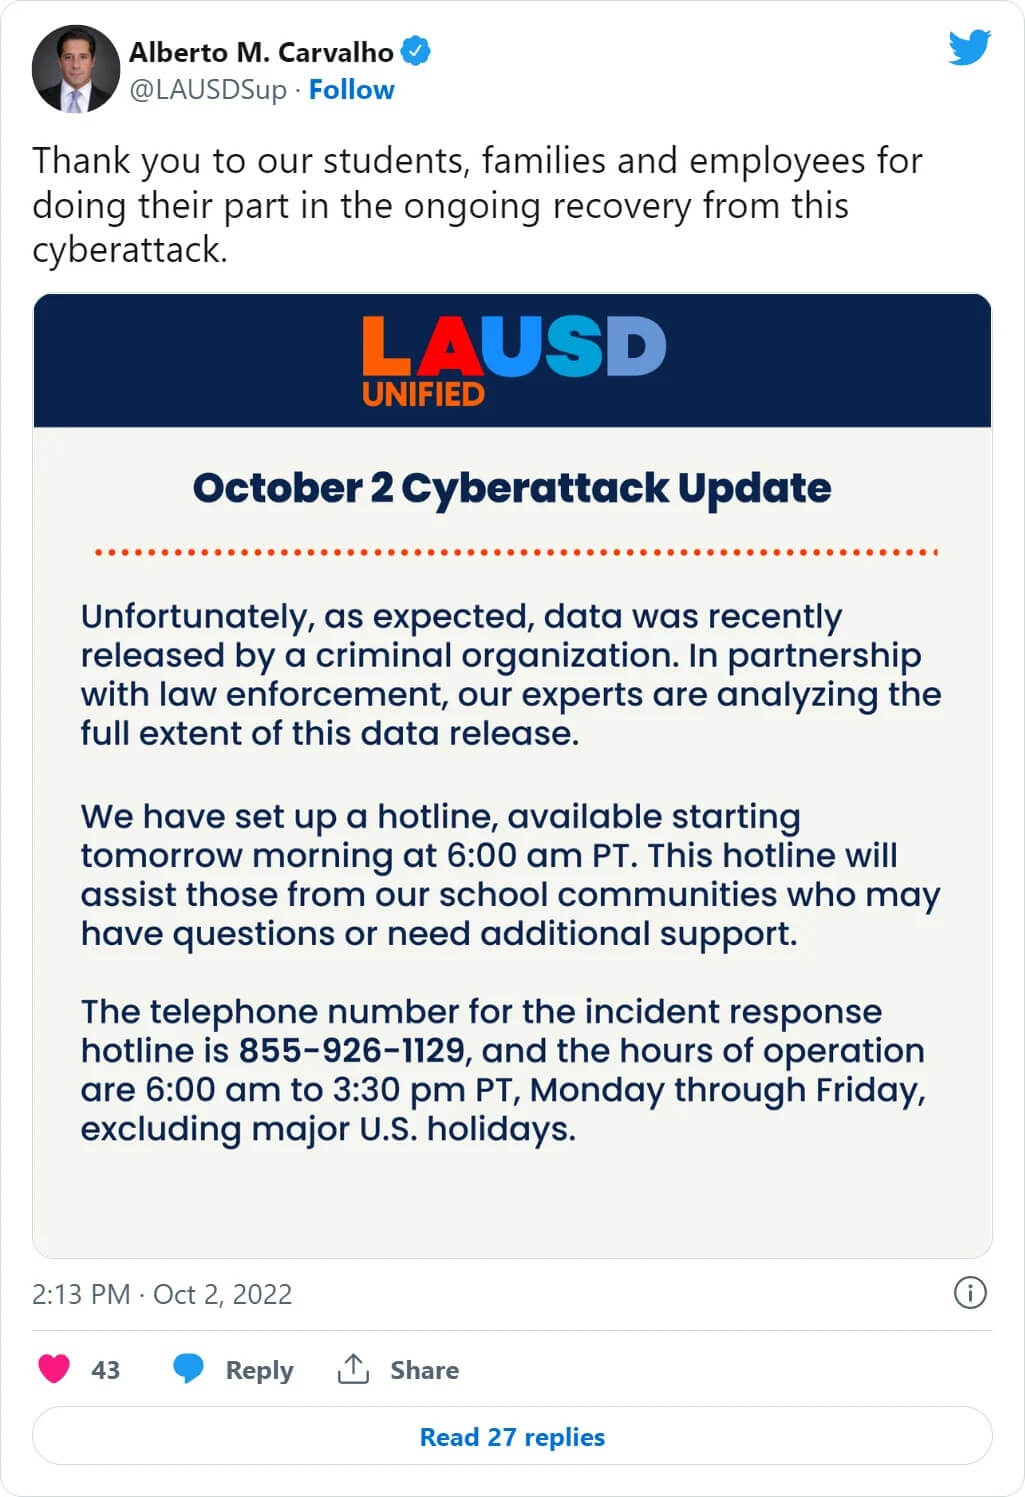 Alberto M. Carvalho
@LAUSDSup · Follow
Thank you to our students, families and employees for
doing their part in the ongoing recovery from this
cyberattack.
LAUSD
UNIFIED
October 2 Cyberattack Update
Unfortunately, as expected, data was recently
released by a criminal organization. In partnership
with law enforcement, our experts are analyzing the
full extent of this data release.
We have set up a hotline, available starting
tomorrow morning at 6:00 am PT. This hotline will
assist those from our school communities who may
have questions or need additional support.
The telephone number for the incident response
hotline is 855-926-1129, and the hours of operation
are 6:00 am to 3:30 pm PT, Monday through Friday,
excluding major U.S. holidays.
2:13 PM · Oct 2, 2022
43 Reply Share
Read 27 replies